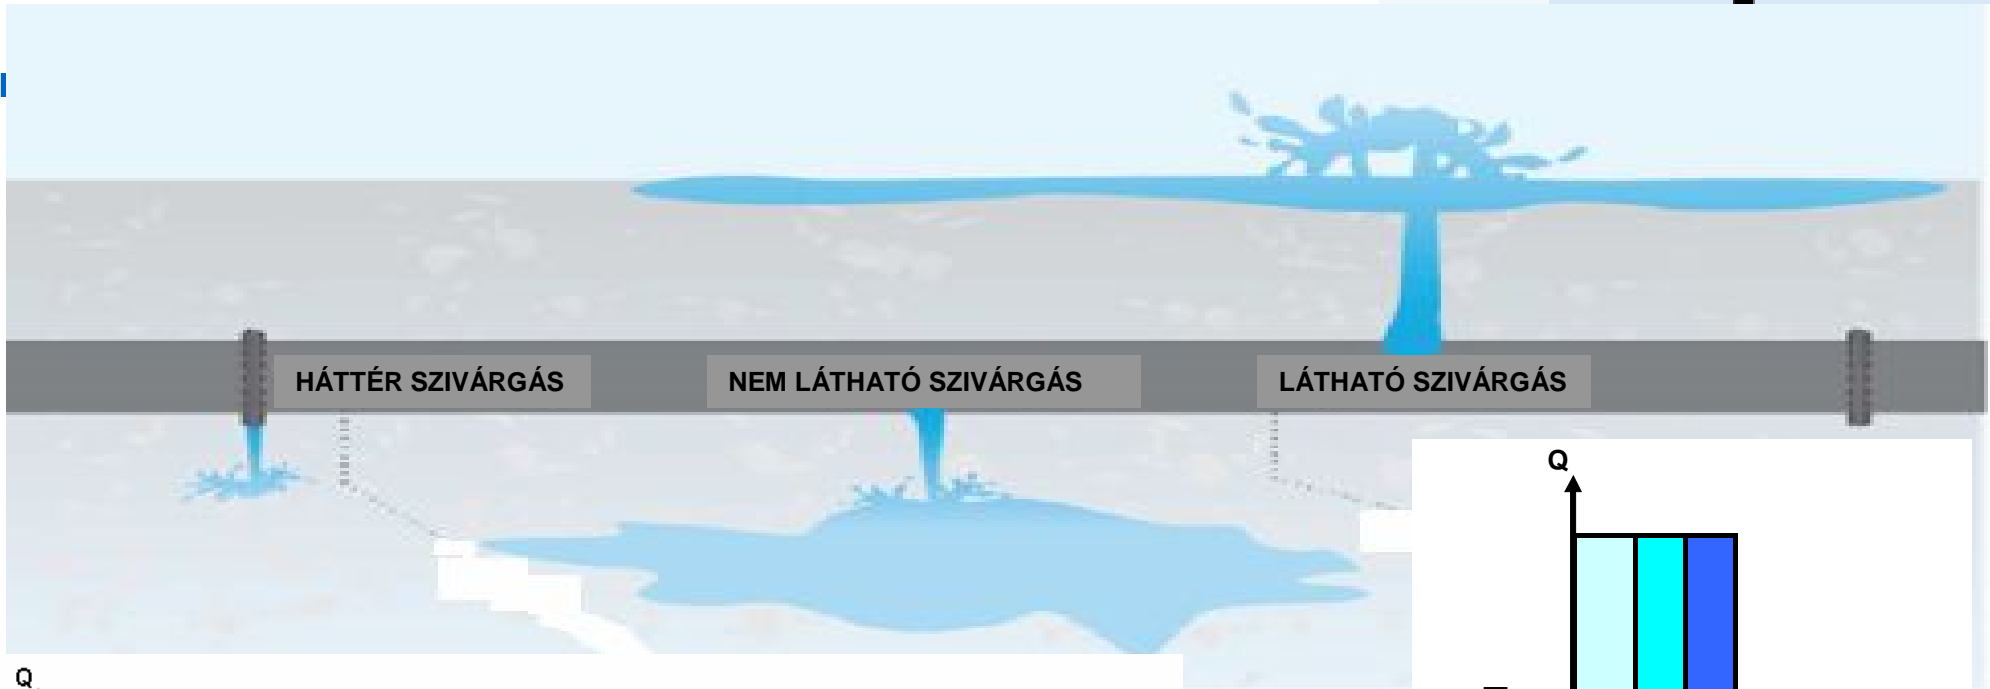 HÁTTÉR SZIVÁRGÁS
NEM LÁTHATÓ SZIVÁRGÁS
LÁTHATÓ SZIVÁRGÁS
Q
Q